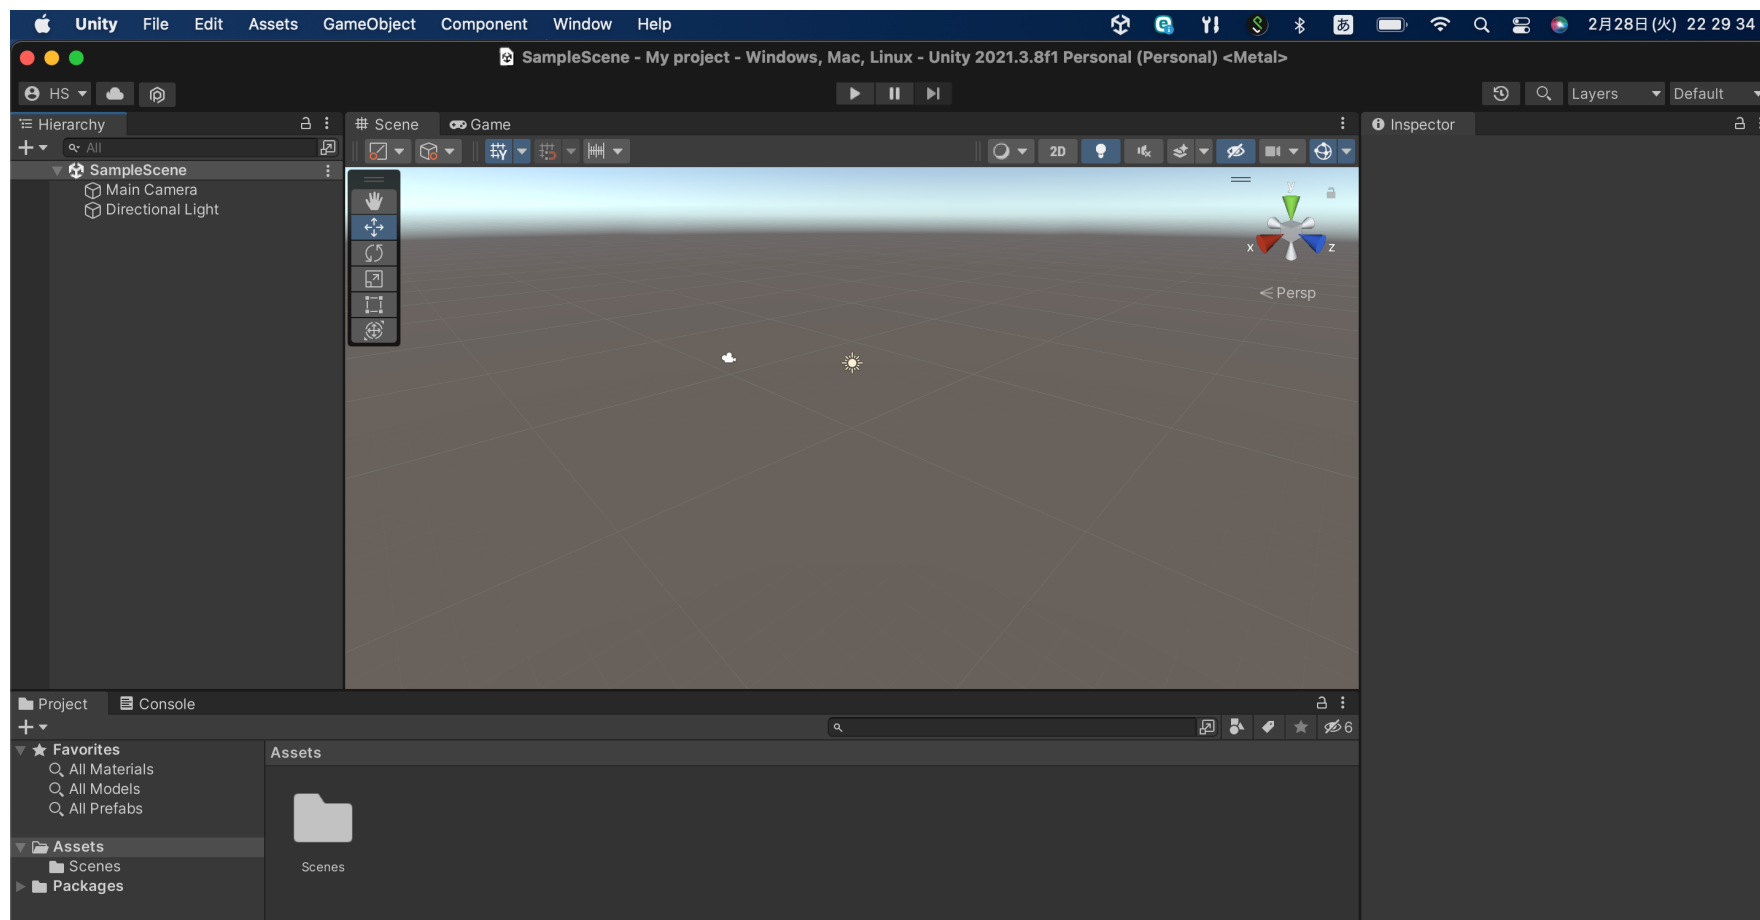 Unity File Edit Assets GameObject Component Window Help あ 2月28日(火) 22 29 34
SampleScene - My project - Windows, Mac, Linux - Unity 2021.3.8f1 Personal (Personal) <Metal>
HS Layers Default
Hierarchy Scene Game Inspector
All 2D
SampleScene
Main Camera
Directional Light
y
x z
Persp
Project Console
6
Favorites Assets
All Materials
All Models
All Prefabs
Assets
Scenes Scenes
Packages